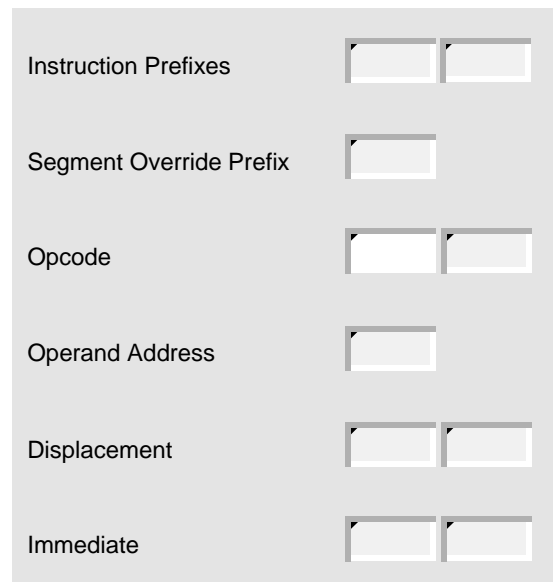 Instruction Prefixes
Segment Override Prefix
Opcode
Operand Address
Displacement
Immediate